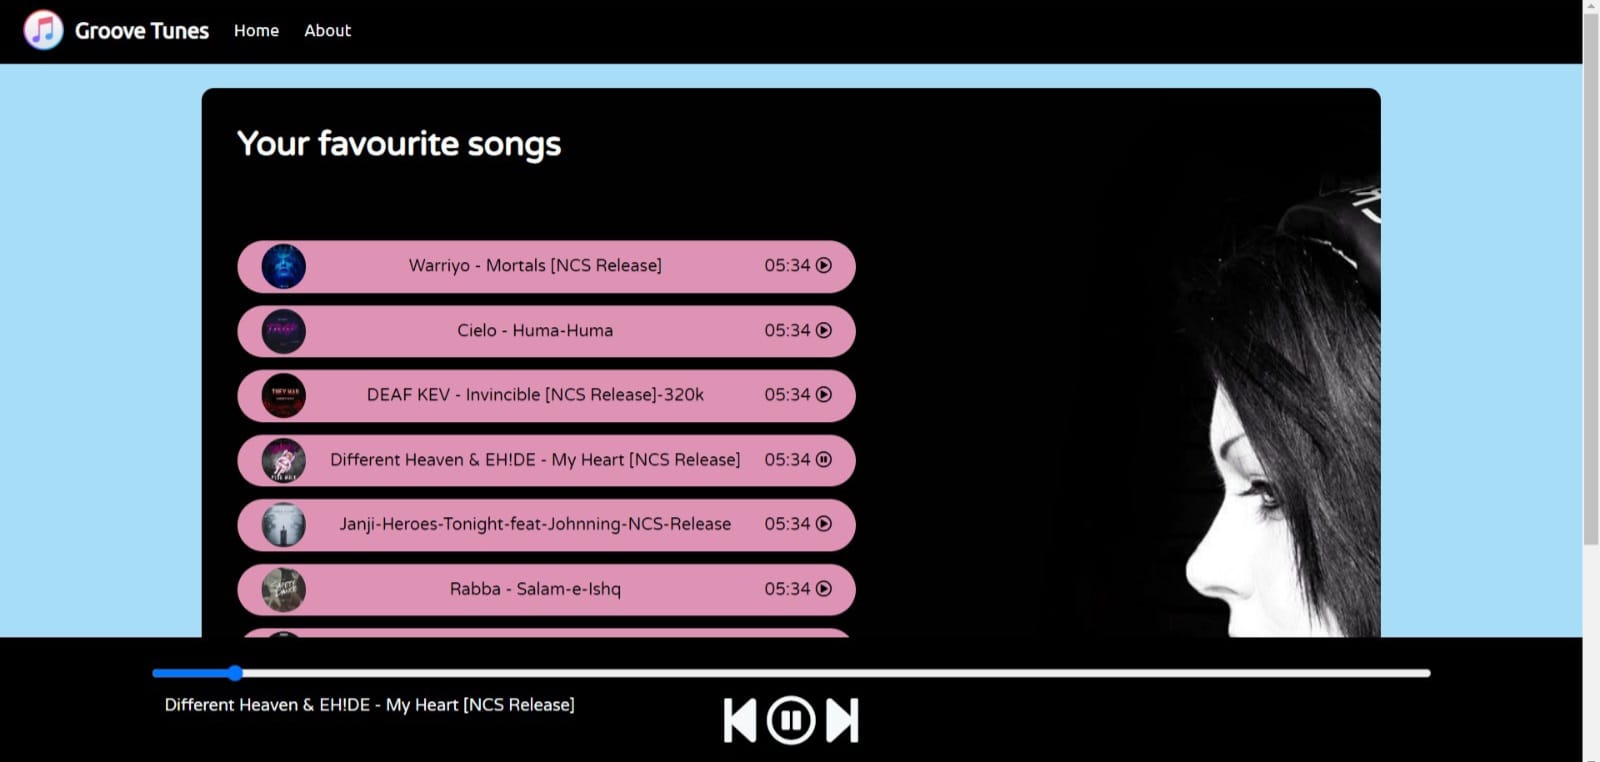 Groove Tunes Home About
Your favourite songs
Warriyo - Mortals [NCS Release] 05:34
Cielo - Huma-Huma 05:34
DEAF KEV - Invincible [NCS Release]-320k 05:34
Different Heaven & EH!DE - My Heart [NCS Release] 05:34
Janji-Heroes-Tonight-feat-Johnning-NCS-Release 05:34
Rabba - Salam-e-Ishq 05:34
Different Heaven & EH!DE - My Heart [NCS Release]